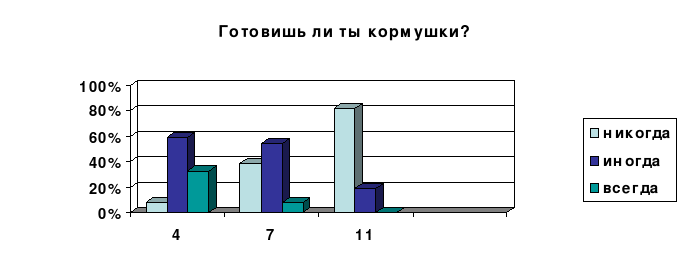 Готовишь ли ты кормушки?
100%
80%
60%
40%
20%
0%
4 7 11
никогда
иногда
всегда